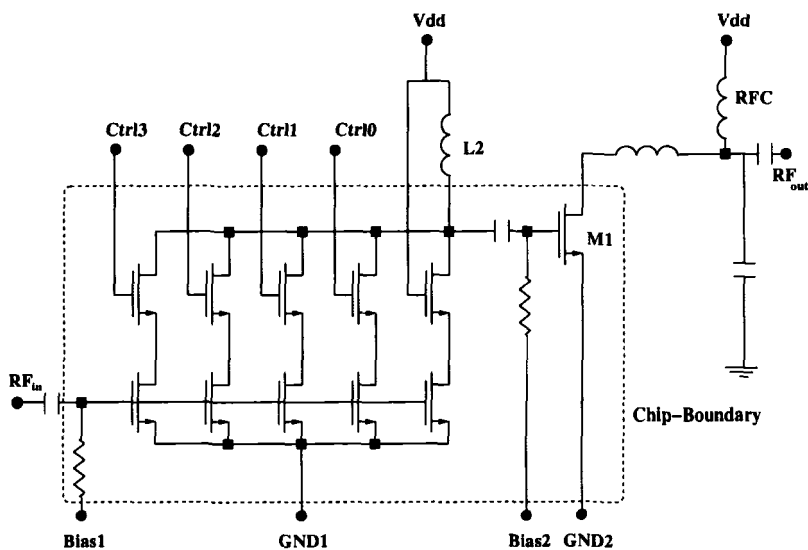 Vdd
Vdd
RFC
Ctrl3
Ctrl2
Ctrl1
Ctrl0
L2
RFout
M1
RFin
Chip-Boundary
Bias1
GND1
Bias2
GND2